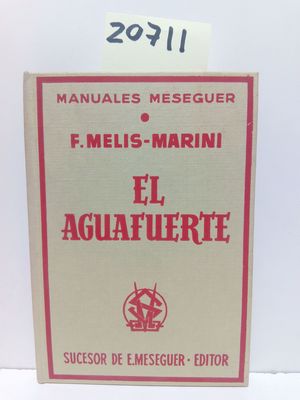 20711
MANUALES MESEGUER
F. MELIS-MARINI
EL
AGUAFUERTE
SUCESOR DE E. MESEGUER · EDITOR